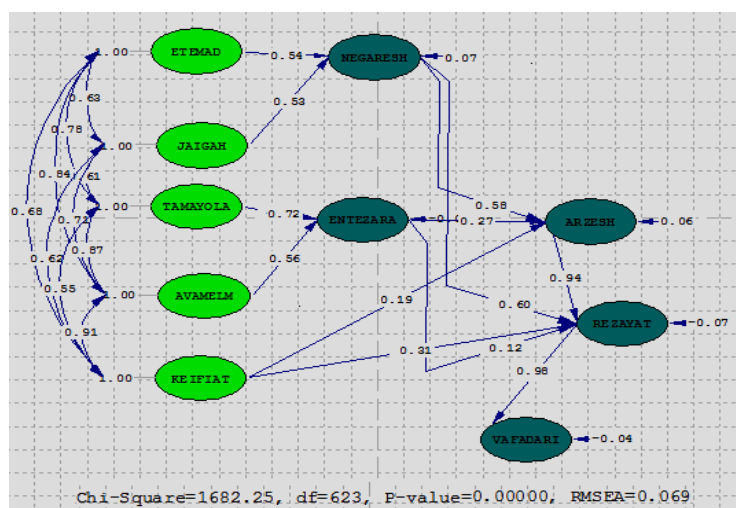 1.00 ETEMAD 0.54 NEGARESH 0.07
0.63
0.53
0.78
1.00 JAIGAH
0.84 .61
0.68 1.00 TAMAYOLA 0.72 ENTEZARA 0.58
0.27 ARZESH 0.06
0.62 0.87 0.56
0.55 1.00 AVAMELM 0.19 0.94
0.91 0.60 REZAYAT -0.07
0.31 0.12
1.00 KEIFIAT 0.98
VAFADARI -0.04
Chi-Square=1682.25, df=623, P-value=0.00000, RMSEA=0.069